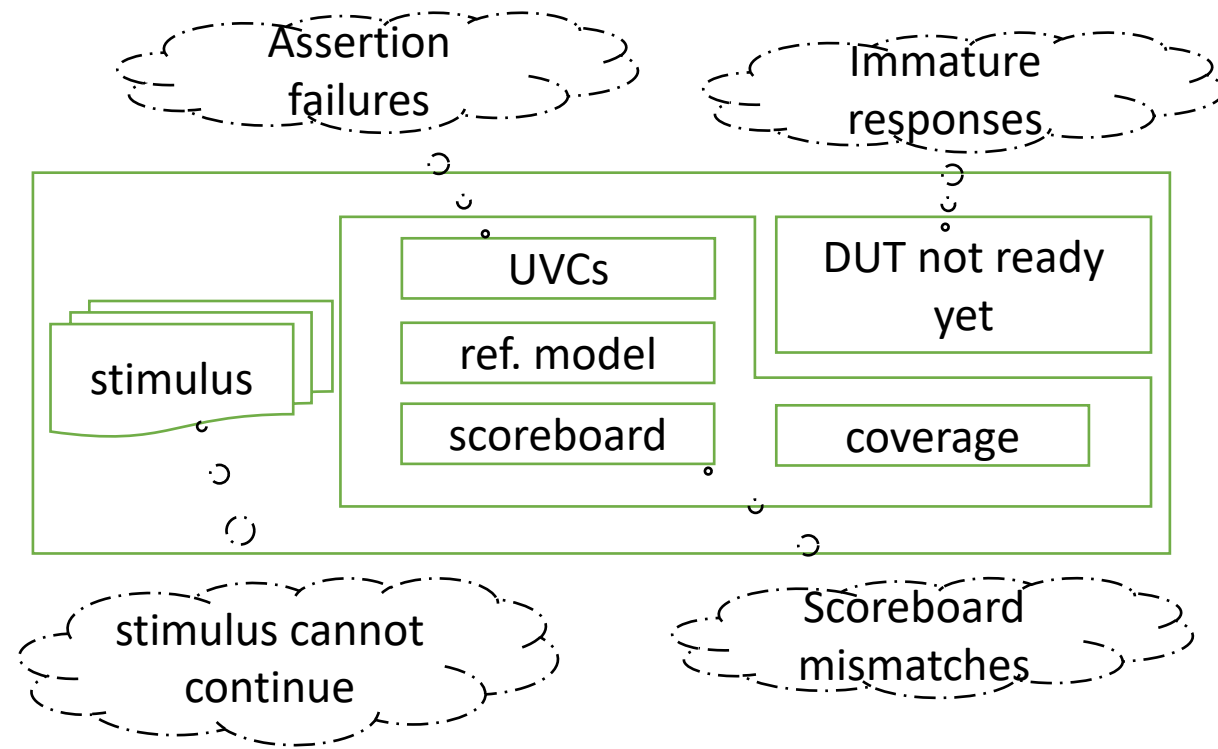 Assertion
failures
Immature
responses
UVCs
DUT not ready
yet
ref. model
stimulus
scoreboard
coverage
stimulus cannot
continue
Scoreboard
mismatches